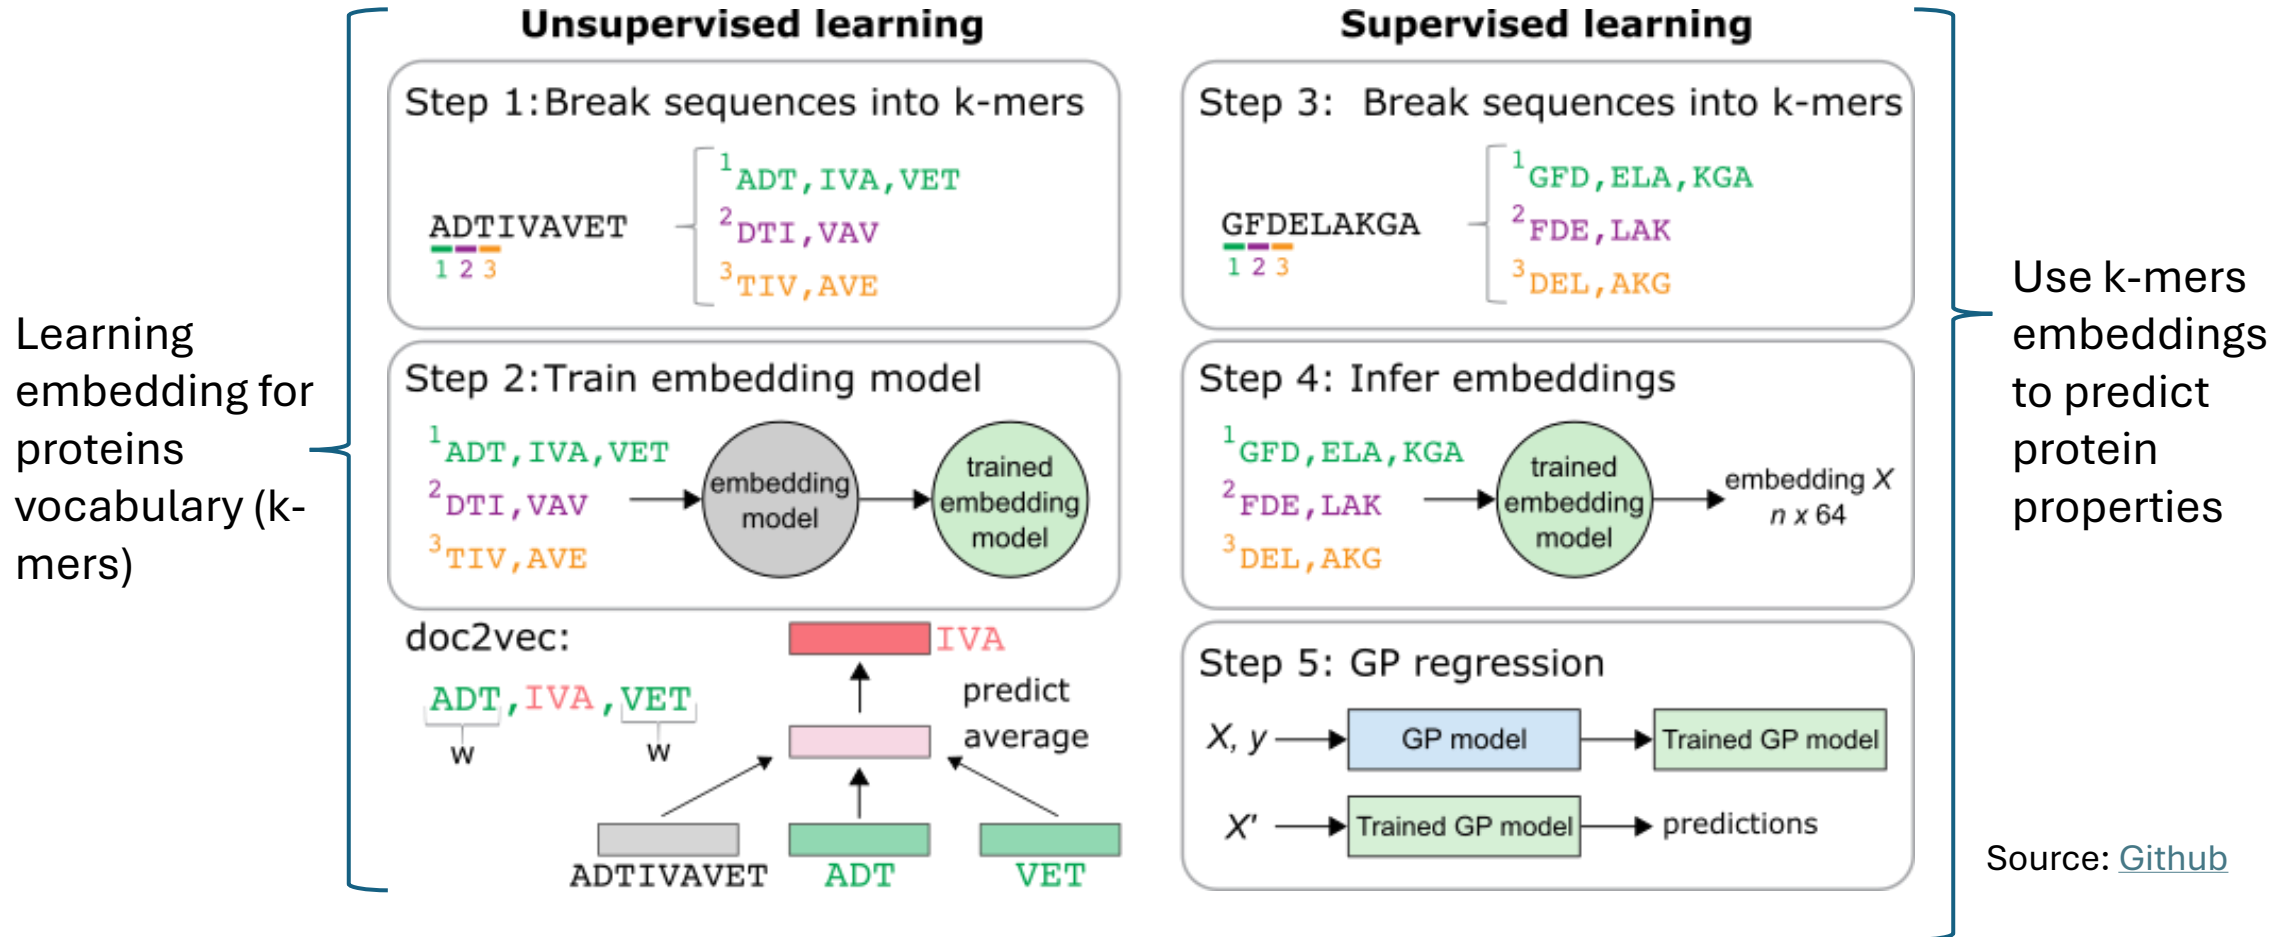 Learning
embedding for
proteins
vocabulary (k-
mers)
Unsupervised learning
Step 1: Break sequences into k-mers
ADTIVAVET
1 2 3
1ADT,IVA,VET
2DTI,VAV
3TIV,AVE
Step 2: Train embedding model
1ADT,IVA,VET
2DTI,VAV
3TIV,AVE
embedding
model
trained
embedding
model
doc2vec:
ADT,IVA,VET
w w
IVA
predict
average
ADTIVAVET ADT VET
Supervised learning
Step 3: Break sequences into k-mers
GFDELAKGA
1 2 3
1GFD,ELA,KGA
2FDE,LAK
3DEL,AKG
Step 4: Infer embeddings
1GFD,ELA,KGA
2FDE,LAK
3DEL,AKG
trained
embedding
model
embedding X
n x 64
Step 5: GP regression
X, y GP model Trained GP model
X' Trained GP model predictions
Use k-mers
embeddings
to predict
protein
properties
Source: Github